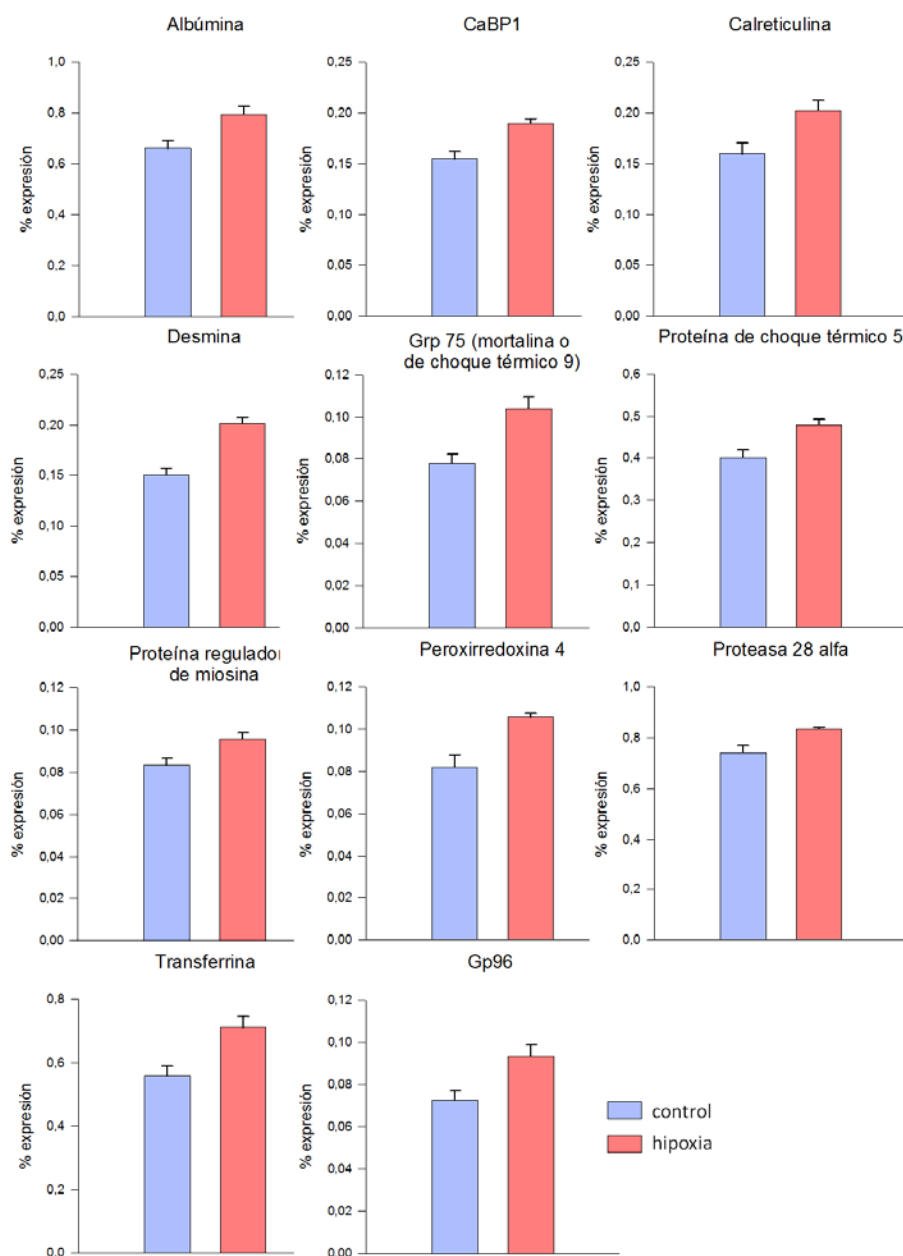 Albúmina
CaBP1
Calreticulina
% expresión
1,0
0,8
0,6
0,4
0,2
0,0
% expresión
0,25
0,20
0,15
0,10
0,05
0,00
% expresión
0,25
0,20
0,15
0,10
0,05
0,00
Desmina
Grp 75 (mortalina o
de choque térmico 9)
Proteína de choque térmico 5
% expresión
0,25
0,20
0,15
0,10
0,05
0,00
% expresión
0,12
0,10
0,08
0,06
0,04
0,02
0,00
% expresión
0,6
0,5
0,4
0,3
0,2
0,1
0,0
Proteína regulador
de miosina
Peroxirredoxina 4
Proteasa 28 alfa
% expresión
0,12
0,10
0,08
0,06
0,04
0,02
0,00
% expresión
0,12
0,10
0,08
0,06
0,04
0,02
0,00
% expresión
1,0
0,8
0,6
0,4
0,2
0,0
Transferrina
Gp96
% expresión
0,8
0,6
0,4
0,2
0,0
% expresión
0,12
0,10
0,08
0,06
0,04
0,02
0,00
control
hipoxia